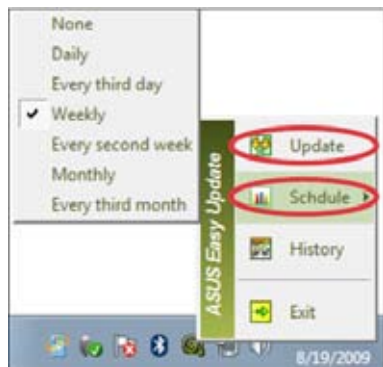 None
Daily
Every third day
Weekly
Every second week
Monthly
Every third month
ASUS Easy Update
Update
Schdule
History
Exit
8/19/2009